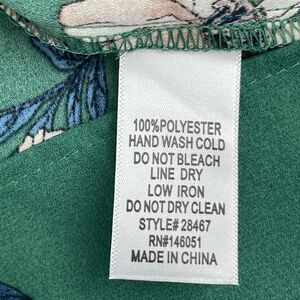 100%POLYESTER
HAND WASH COLD
DO NOT BLEACH
LINE DRY
LOW IRON
DO NOT DRY CLEAN
STYLE# 28467
RN#146051
MADE IN CHINA